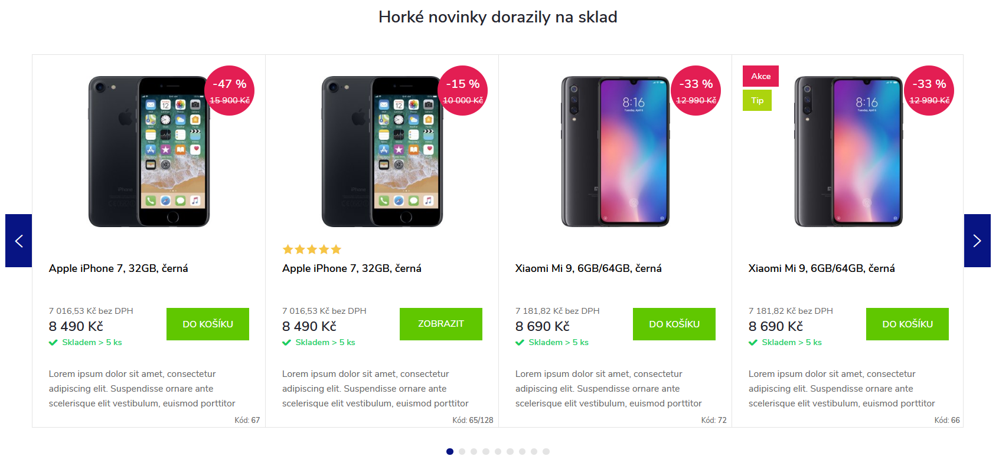 Horké novinky dorazily na sklad
-47 %
15 900 Kč
Apple iPhone 7, 32GB, černá
7 016,53 Kč bez DPH
8 490 Kč
Skladem > 5 ks
DO KOŠÍKU
Lorem ipsum dolor sit amet, consectetur
adipiscing elit. Suspendisse ornare ante
scelerisque elit vestibulum, euismod porttitor
Kód: 67
-15 %
10 000 Kč
Apple iPhone 7, 32GB, černá
7 016,53 Kč bez DPH
8 490 Kč
Skladem > 5 ks
ZOBRAZIT
Lorem ipsum dolor sit amet, consectetur
adipiscing elit. Suspendisse ornare ante
scelerisque elit vestibulum, euismod porttitor
Kód: 65/128
-33 %
12 990 Kč
8:16
Xiaomi Mi 9, 6GB/64GB, černá
7 181,82 Kč bez DPH
8 690 Kč
Skladem > 5 ks
DO KOŠÍKU
Lorem ipsum dolor sit amet, consectetur
adipiscing elit. Suspendisse ornare ante
scelerisque elit vestibulum, euismod porttitor
Kód: 72
Akce
Tip
-33 %
12 990 Kč
8:16
Xiaomi Mi 9, 6GB/64GB, černá
7 181,82 Kč bez DPH
8 690 Kč
Skladem > 5 ks
DO KOŠÍKU
Lorem ipsum dolor sit amet, consectetur
adipiscing elit. Suspendisse ornare ante
scelerisque elit vestibulum, euismod porttitor
Kód: 66